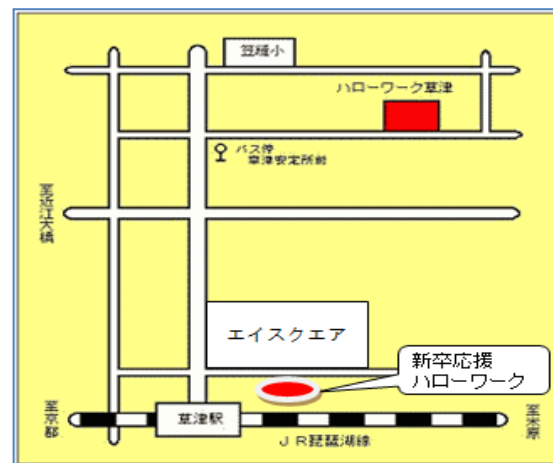 笠縫小
ハローワーク草津
バス停
草津安定所前
至近江大橋
エイスクエア
新卒応援
ハローワーク
至京都
草津駅
至米原
ＪＲ琵琶湖線